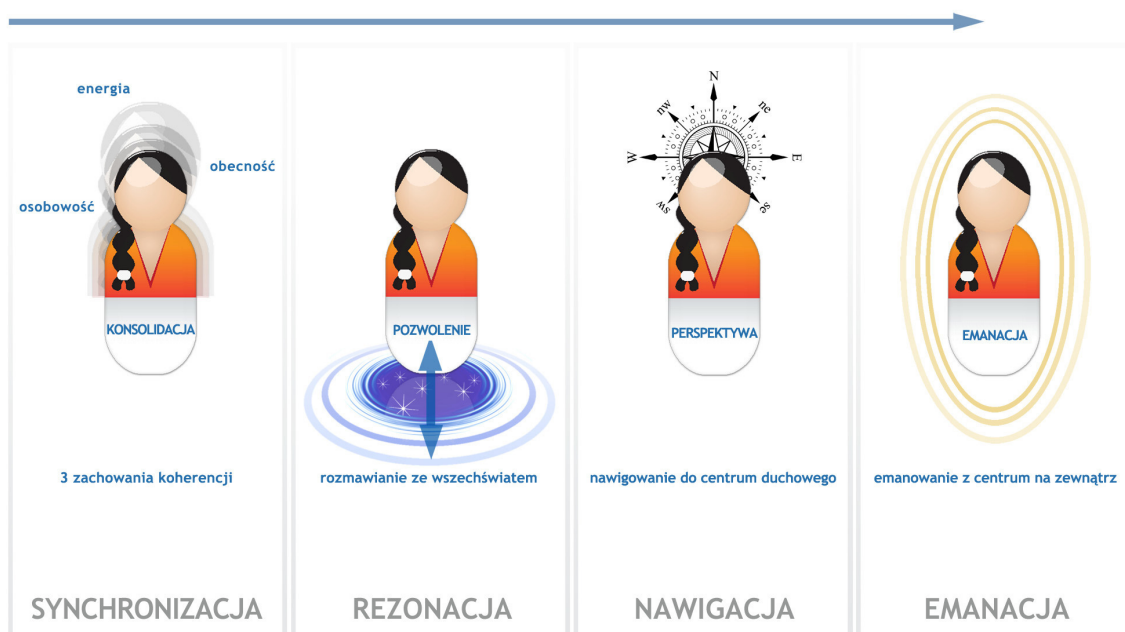 energia
obecność
osobowość
KONSOLIDACJA
3 zachowania koherencji
SYNCHRONIZACJA
POZWOLENIE
rozmawianie ze wszechświatem
REZONACJA
N
nw
ne
W
E
sw
se
PERSPEKTYWA
nawigowanie do centrum duchowego
NAWIGACJA
EMANACJA
emanowanie z centrum na zewnątrz
EMANACJA